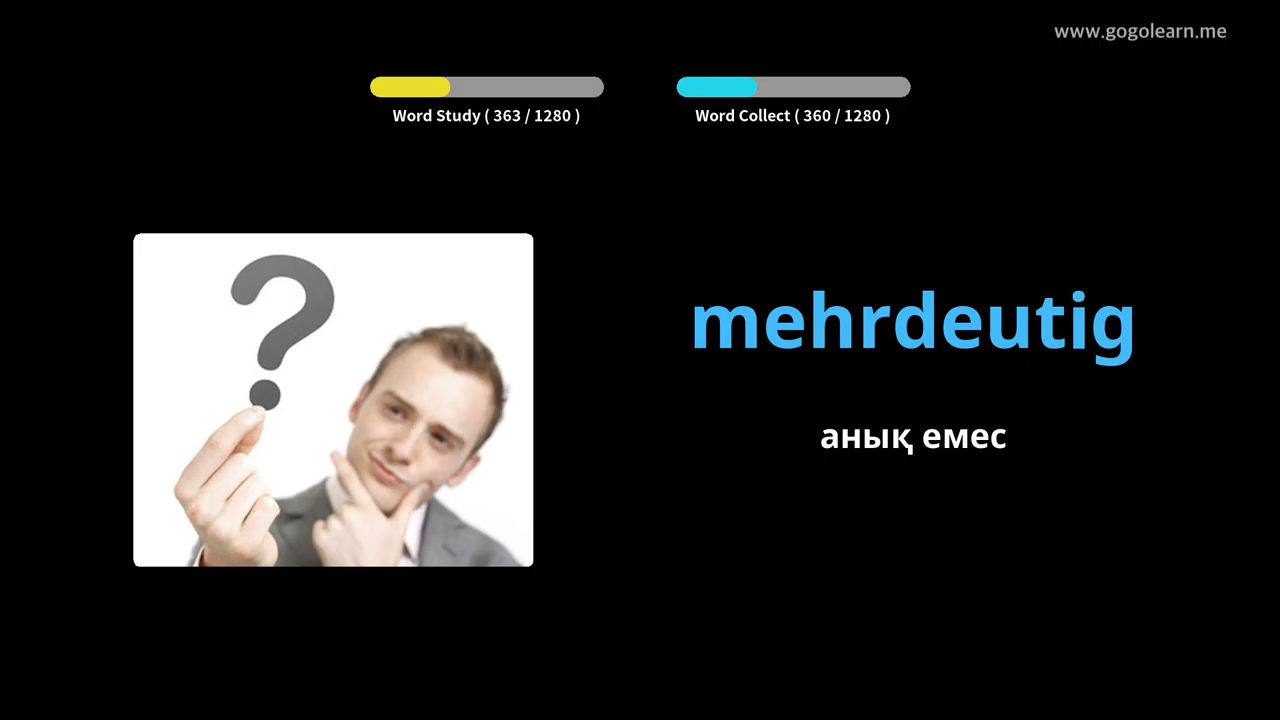 www.gogolearn.me
Word Study ( 363 / 1280 )
Word Collect ( 360 / 1280 )
mehrdeutig
анық емес